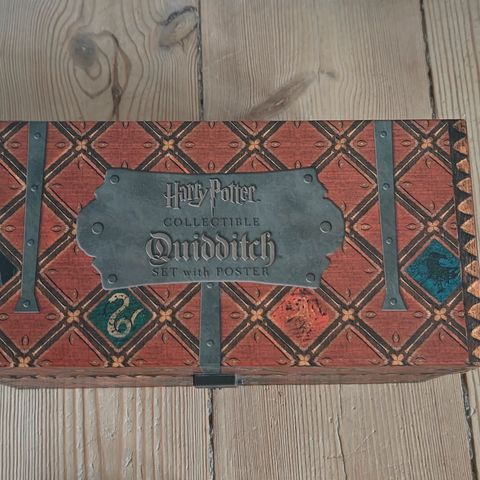 Harry Potter
COLLECTIBLE
Quidditch
SET with POSTER